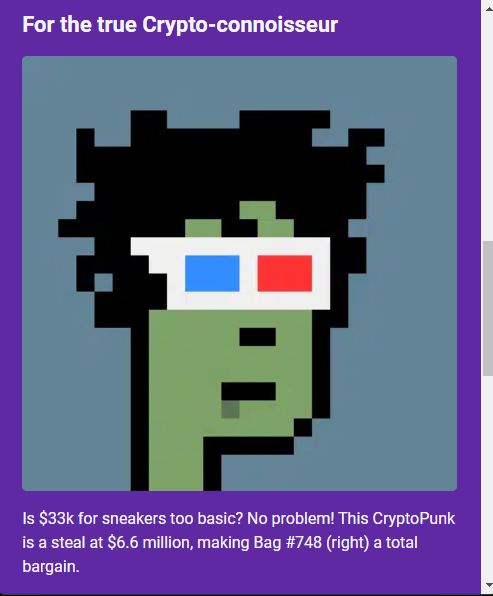 For the true Crypto-connoisseur
Is $33k for sneakers too basic? No problem! This CryptoPunk
is a steal at $6.6 million, making Bag #748 (right) a total
bargain.